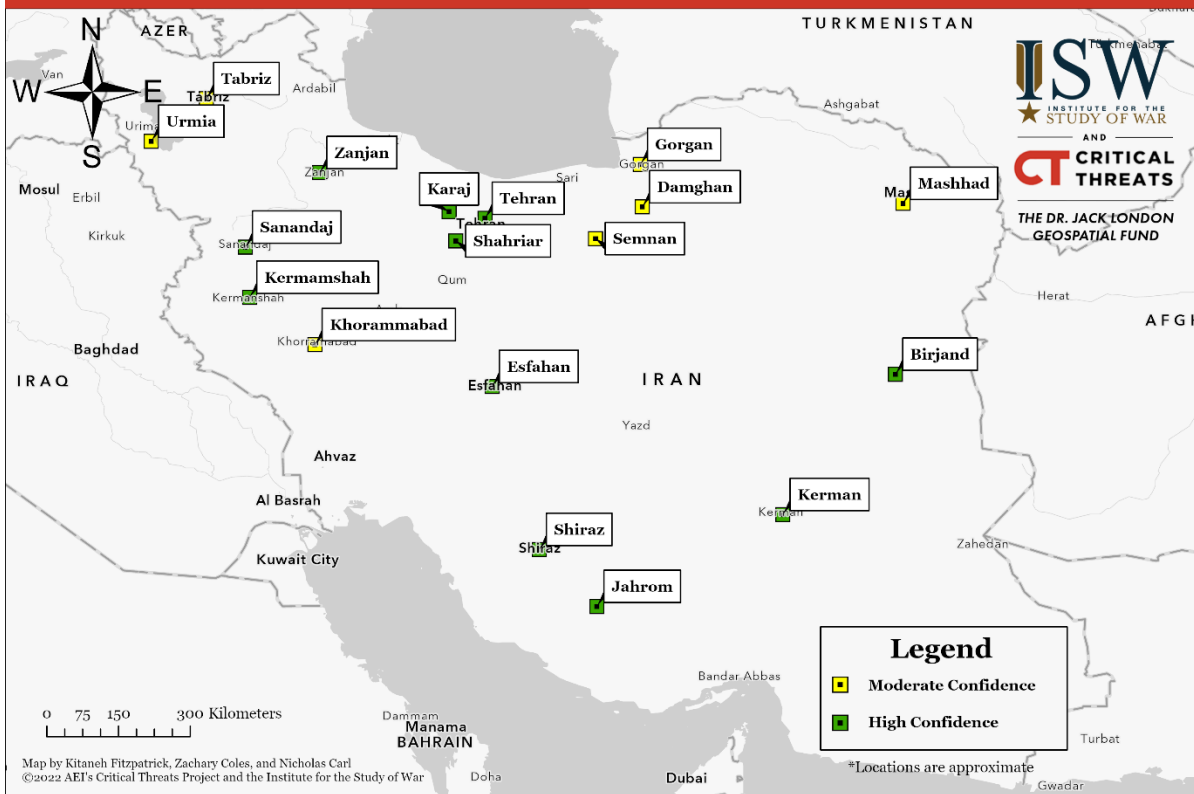 TURKMENISTAN
AZER
N
W
E
S
Van
Tabriz
Tabriz
Ardabil
Türkmenabat
ISW
INSTITUTE FOR THE
STUDY OF WAR
AND
CT CRITICAL
THREATS
THE DR. JACK LONDON
GEOSPATIAL FUND
Ashgabat
Urmia
Zanjan
Zanjan
Gorgan
Gorgan
Sari
Mosul
Erbil
Karaj
Tehran
Damghan
Mashhad
Kirkuk
Sanandaj
Sanandaj
Shahriar
Semnan
Qum
Kermamshah
Kermanshah
Herat
Khorammabad
AFGH
Baghdad
IRAQ
Birjand
Esfahan
Esfahan
IRAN
Yazd
Ahvaz
Al Basrah
Kerman
Kerman
Shiraz
Shiraz
Zahedan
Kuwait City
Jahrom
Legend
Moderate Confidence
High Confidence
Bandar Abbas
0 75 150 300 Kilometers
Dammam
Manama
BAHRAIN
Turbat
Map by Kitaneh Fitzpatrick, Zachary Coles, and Nicholas Carl
©2022 AEI's Critical Threats Project and the Institute for the Study of War
Doha
Dubai
*Locations are approximate
Gwadar